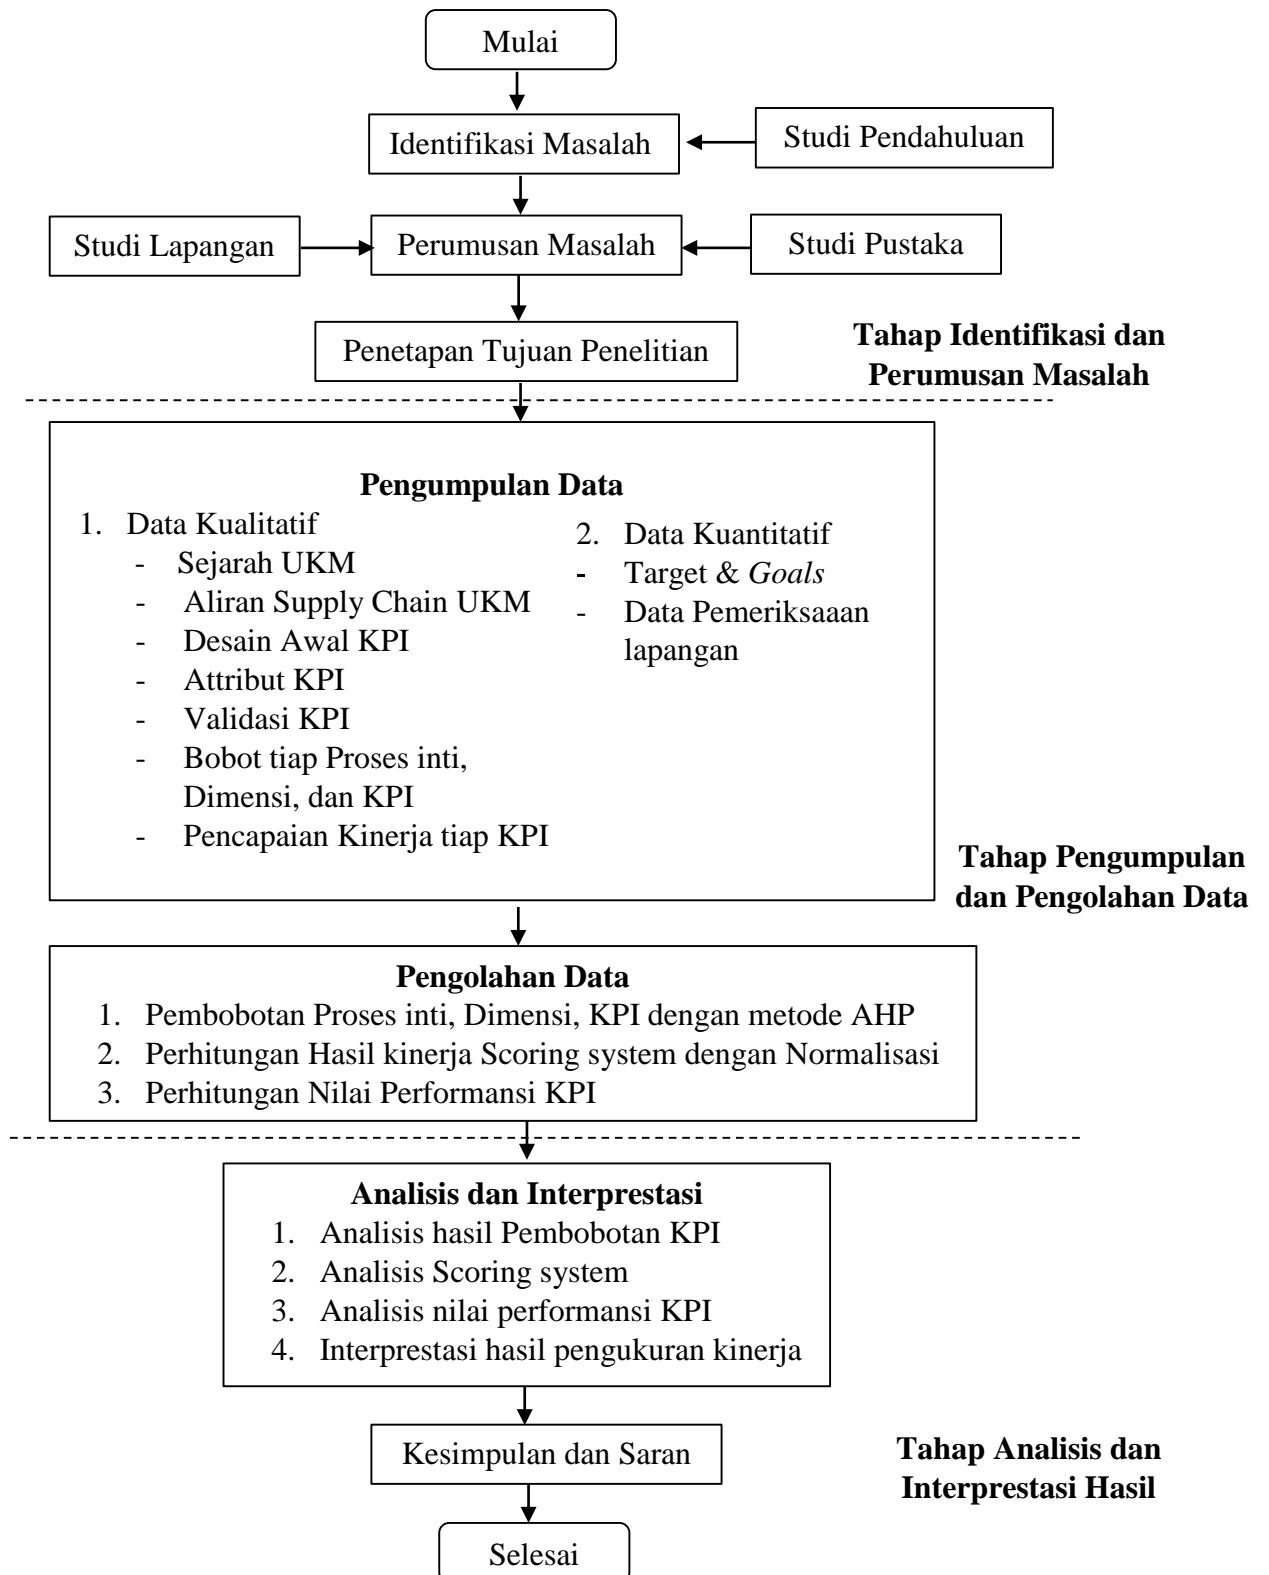 Mulai
Identifikasi Masalah
Studi Pendahuluan
Studi Lapangan
Perumusan Masalah
Studi Pustaka
Penetapan Tujuan Penelitian
Tahap Identifikasi dan
Perumusan Masalah
Pengumpulan Data
1. Data Kualitatif
- Sejarah UKM
- Aliran Supply Chain UKM
- Desain Awal KPI
- Attribut KPI
- Validasi KPI
- Bobot tiap Proses inti,
Dimensi, dan KPI
- Pencapaian Kinerja tiap KPI
2. Data Kuantitatif
- Target & Goals
- Data Pemeriksaaan
lapangan
Tahap Pengumpulan
dan Pengolahan Data
Pengolahan Data
1. Pembobotan Proses inti, Dimensi, KPI dengan metode AHP
2. Perhitungan Hasil kinerja Scoring system dengan Normalisasi
3. Perhitungan Nilai Performansi KPI
Analisis dan Interprestasi
1. Analisis hasil Pembobotan KPI
2. Analisis Scoring system
3. Analisis nilai performansi KPI
4. Interprestasi hasil pengukuran kinerja
Kesimpulan dan Saran
Tahap Analisis dan
Interprestasi Hasil
Selesai